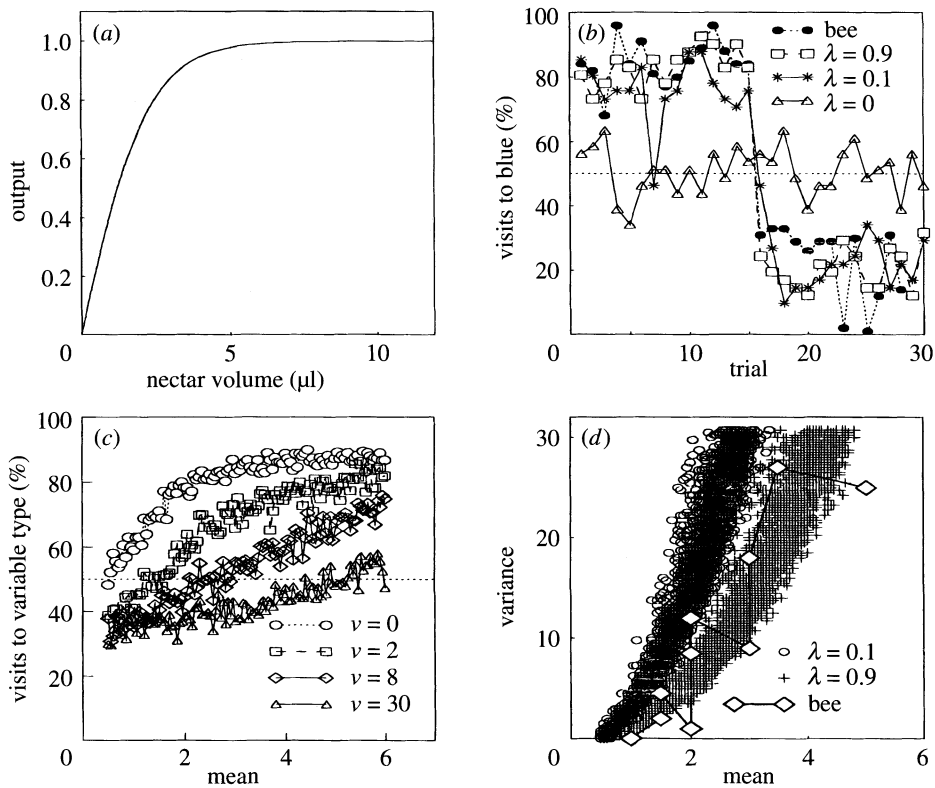 (a)
1.0
0.8
0.6
0.4
0.2
0
5
10
output
nectar volume (µl)
(b)
100
80
60
40
20
0
10
20
30
visits to blue (%)
trial
bee
λ = 0.9
λ = 0.1
λ = 0
(c)
100
80
60
40
20
0
2
4
6
visits to variable type (%)
mean
v = 0
v = 2
v = 8
v = 30
(d)
30
20
10
0
2
4
6
variance
mean
λ = 0.1
λ = 0.9
bee